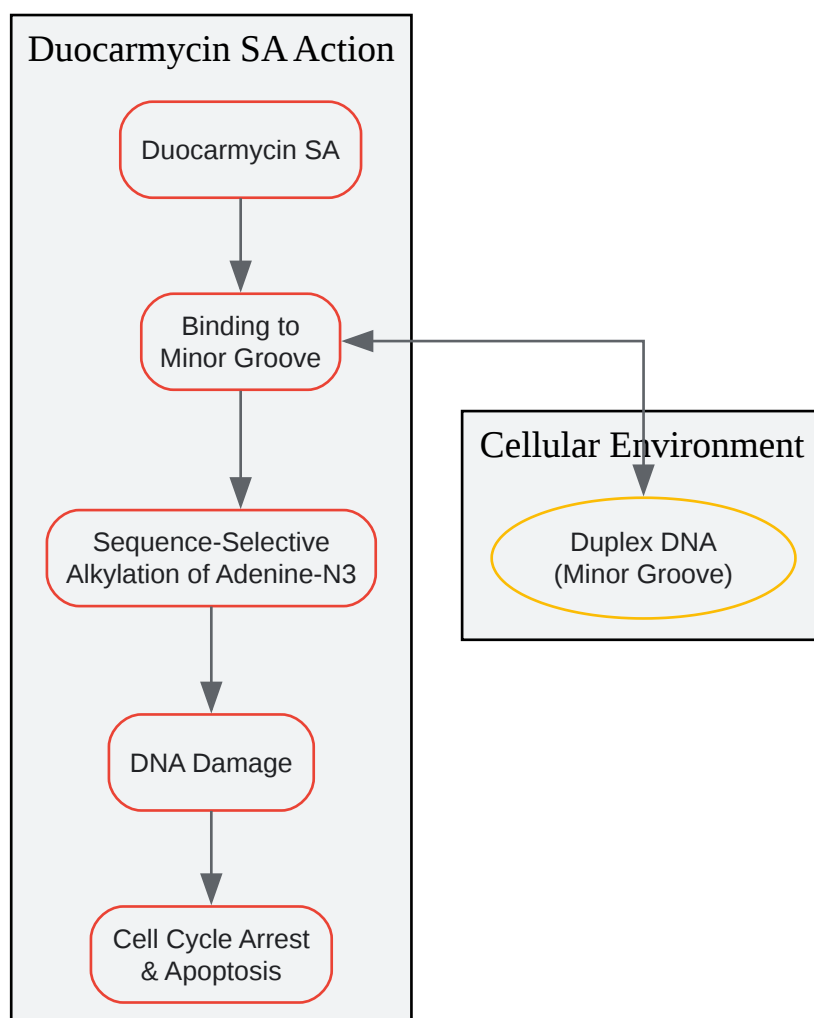 Duocarmycin SA Action
Duocarmycin SA
Binding to
Minor Groove
Cellular Environment
Sequence-Selective
Alkylation of Adenine-N3
Duplex DNA
(Minor Groove)
DNA Damage
Cell Cycle Arrest
& Apoptosis